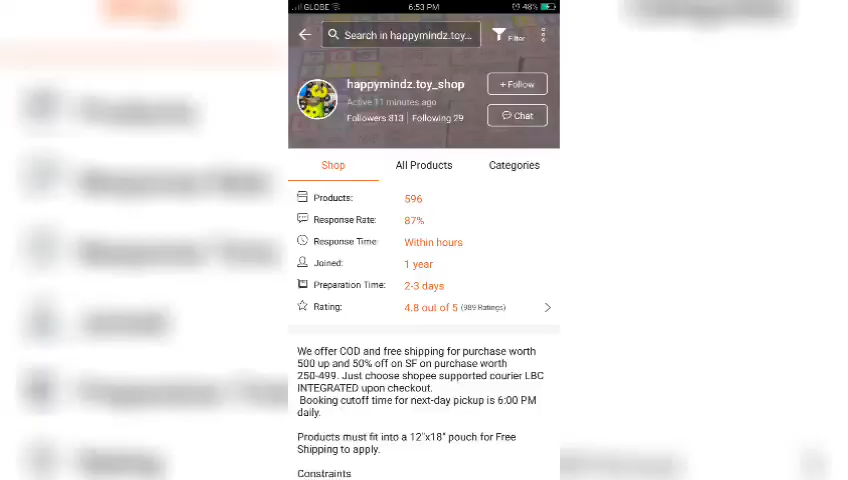 GLOBE 6:53 PM 48%
Search in happymindz.toy... Filter
happymindz.toy_shop
+ Follow
Active 11 minutes ago
Followers 813 | Following 29
Chat
Shop All Products Categories
Products: 596
Response Rate: 87%
Response Time: Within hours
Joined: 1 year
Preparation Time: 2-3 days
Rating: 4.8 out of 5 (989 Ratings)
We offer COD and free shipping for purchase worth
500 up and 50% off on SF on purchase worth
250-499. Just choose shopee supported courier LBC
INTEGRATED upon checkout.
Booking cutoff time for next-day pickup is 6:00 PM
daily.
Products must fit into a 12"x18" pouch for Free
Shipping to apply.
Constraints